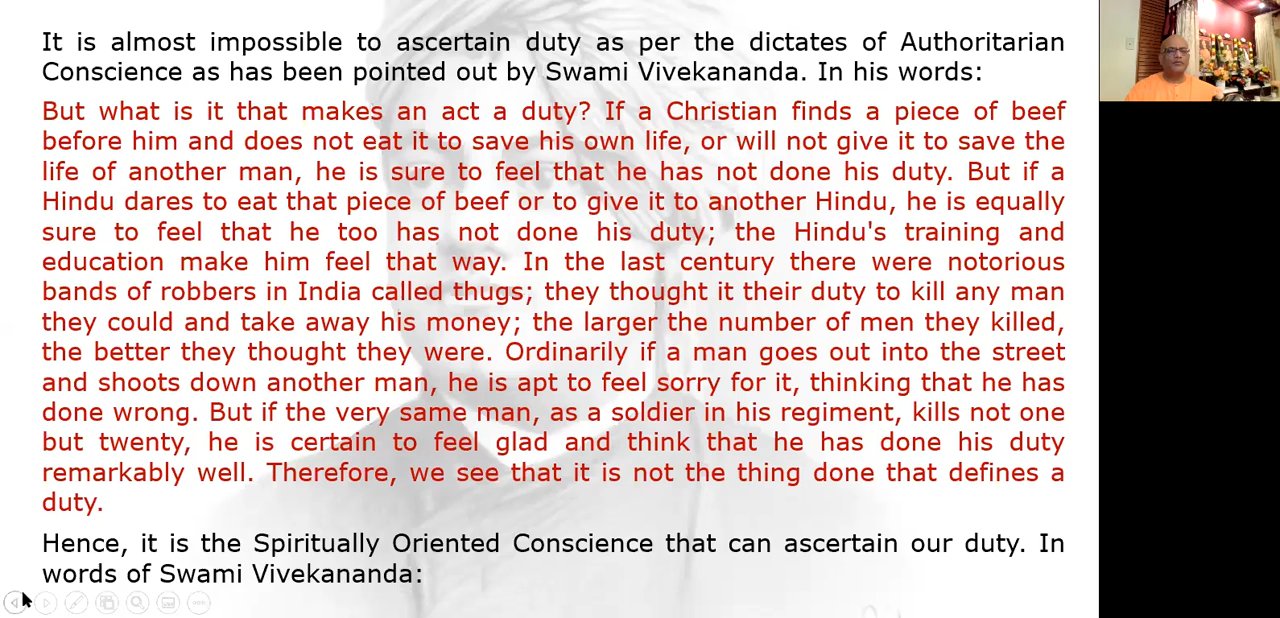 It is almost impossible to ascertain duty as per the dictates of Authoritarian
Conscience as has been pointed out by Swami Vivekananda. In his words:
But what is it that makes an act a duty? If a Christian finds a piece of beef
before him and does not eat it to save his own life, or will not give it to save the
life of another man, he is sure to feel that he has not done his duty. But if a
Hindu dares to eat that piece of beef or to give it to another Hindu, he is equally
sure to feel that he too has not done his duty; the Hindu's training and
education make him feel that way. In the last century there were notorious
bands of robbers in India called thugs; they thought it their duty to kill any man
they could and take away his money; the larger the number of men they killed,
the better they thought they were. Ordinarily if a man goes out into the street
and shoots down another man, he is apt to feel sorry for it, thinking that he has
done wrong. But if the very same man, as a soldier in his regiment, kills not one
but twenty, he is certain to feel glad and think that he has done his duty
remarkably well. Therefore, we see that it is not the thing done that defines a
duty.
Hence, it is the Spiritually Oriented Conscience that can ascertain our duty. In
words of Swami Vivekananda: